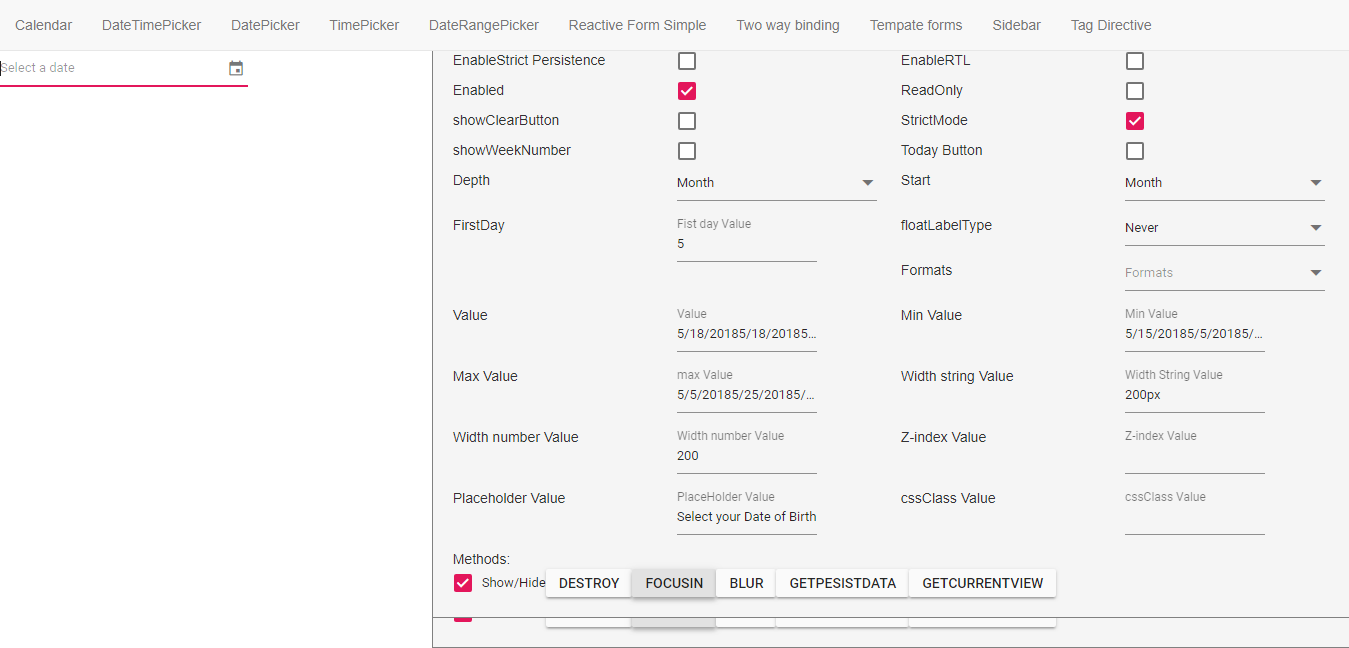 Calendar DateTimePicker DatePicker TimePicker DateRangePicker Reactive Form Simple Two way binding Tempate forms Sidebar Tag Directive
Select a date
EnableStrict Persistence EnableRTL
Enabled ReadOnly
showClearButton StrictMode
showWeekNumber Today Button
Depth Month Start Month
FirstDay Fist day Value floatLabelType Never
5
Formats Formats
Value Value Min Value Min Value
5/18/20185/18/20185... 5/15/20185/5/20185/...
Max Value max Value Width string Value Width String Value
5/5/20185/25/20185/... 200px
Width number Value Width number Value Z-index Value Z-index Value
200
Placeholder Value PlaceHolder Value cssClass Value cssClass Value
Select your Date of Birth
Methods:
Show/Hide DESTROY FOCUSIN BLUR GETPESISTDATA GETCURRENTVIEW